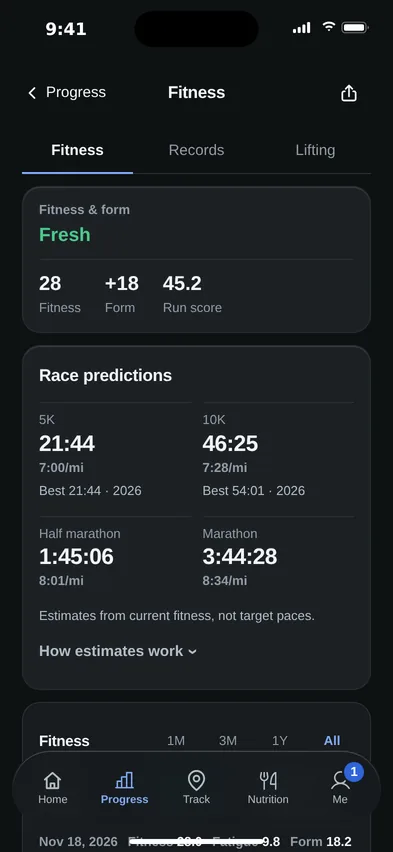 9:41
Progress
Fitness
Fitness Records Lifting
Fitness & form
Fresh
28 +18 45.2
Fitness Form Run score
Race predictions
5K 10K
21:44 46:25
7:00/mi 7:28/mi
Best 21:44 · 2026 Best 54:01 · 2026
Half marathon Marathon
1:45:06 3:44:28
8:01/mi 8:34/mi
Estimates from current fitness, not target paces.
How estimates work
Fitness 1M 3M 1Y All
1
Home Progress Track Nutrition Me
Nov 18, 2026 Fitness Fatigue 9.8 Form 18.2